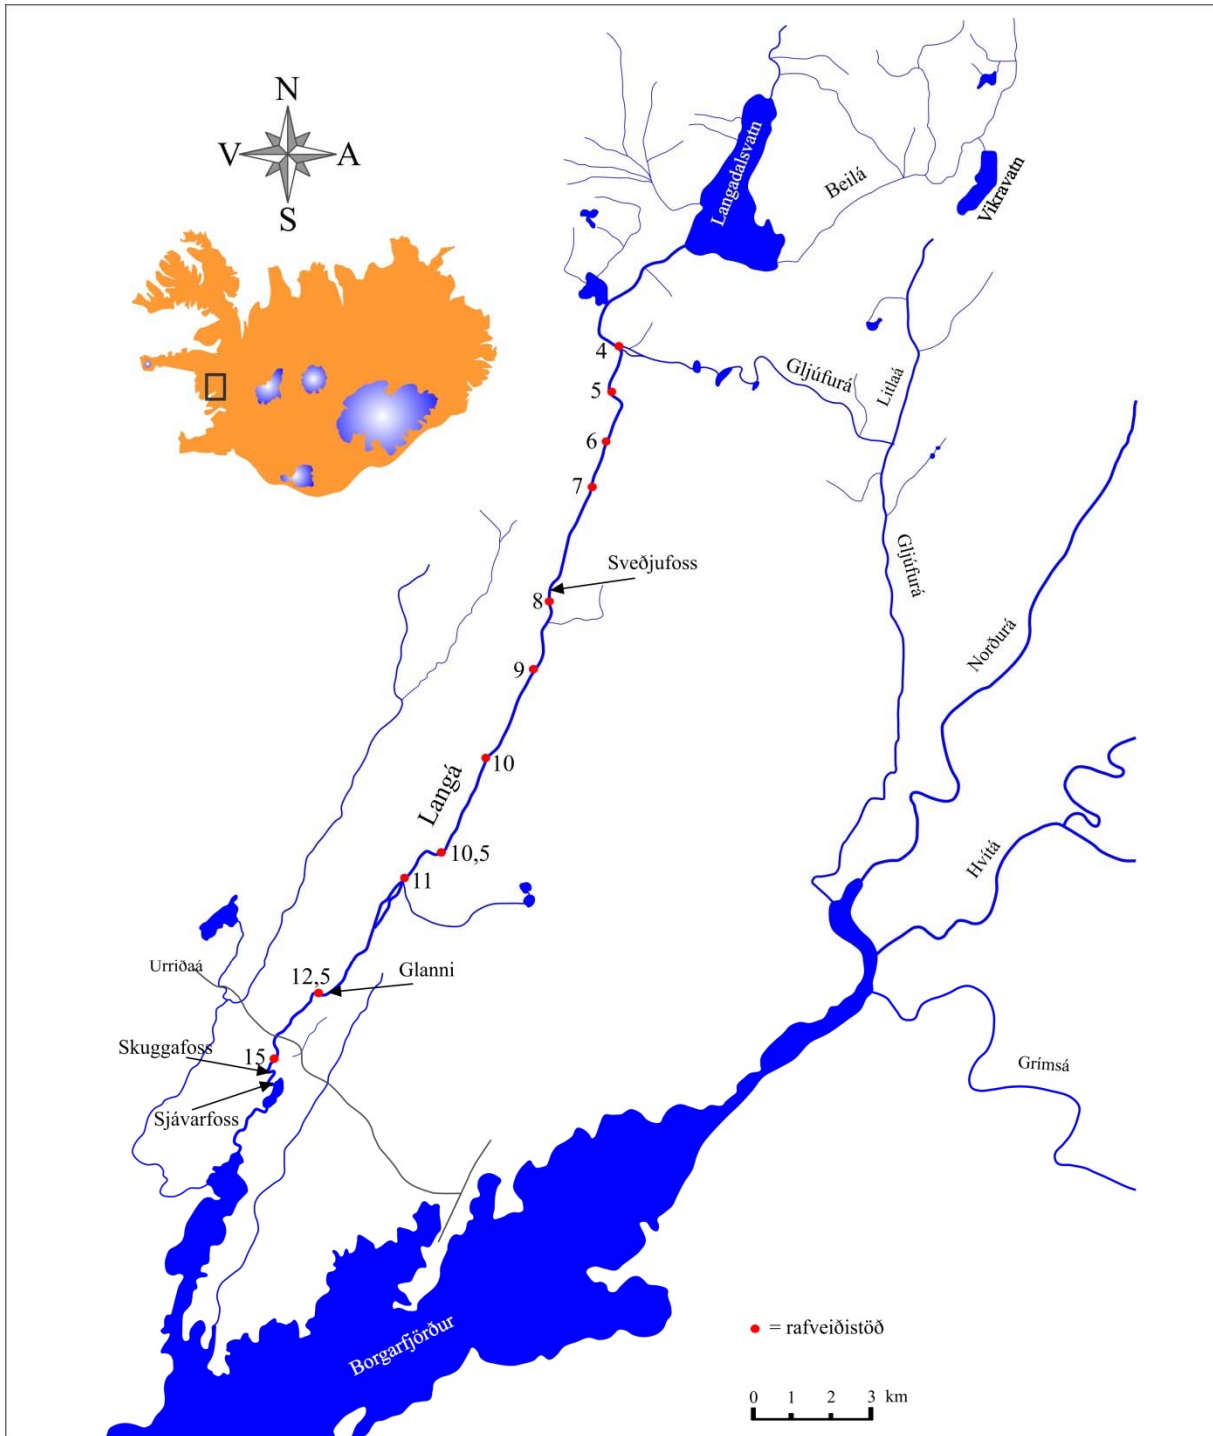 N
V A
S
Langadalsvatn
Beilá
Vikravatn
4
Gljúfurá
Litlaá
5
6
7
Sveðjufoss
8
Gljúfurá
Norðurá
9
10
Langá
10,5
11
Hvítá
Urriðaá
12,5
Glanni
Skuggafoss
15
Sjávarfoss
Grímsá
Borgarfjörður
= rafveiðistöð
0 1 2 3 km